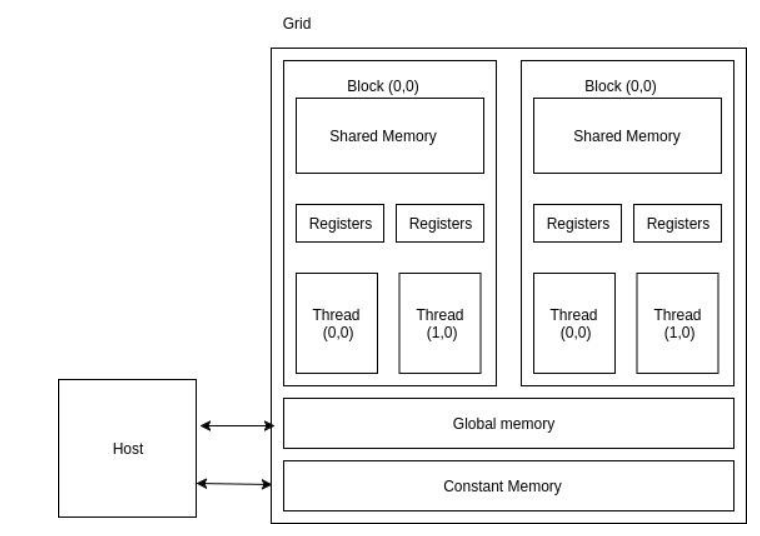 Grid
Block (0,0)
Shared Memory
Registers
Registers
Thread
(0,0)
Thread
(1,0)
Block (0,0)
Shared Memory
Registers
Registers
Thread
(0,0)
Thread
(1,0)
Host
Global memory
Constant Memory